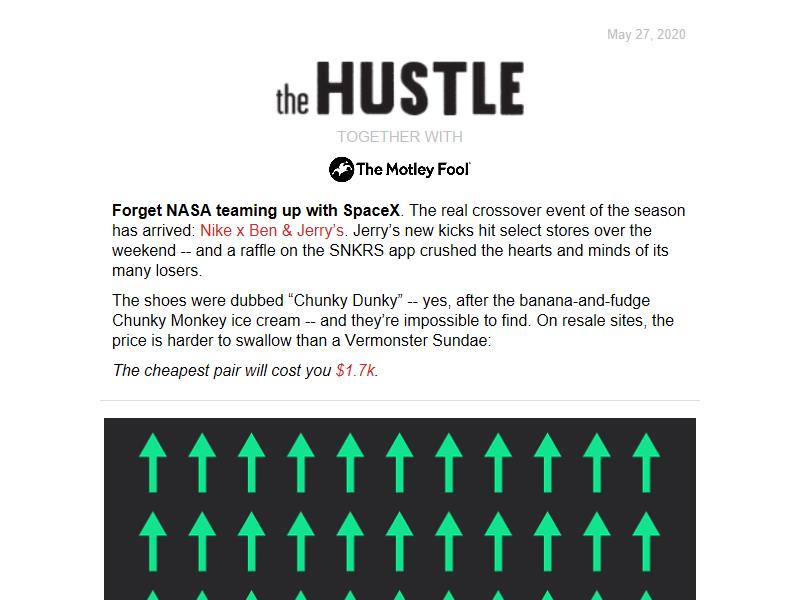 May 27, 2020
the HUSTLE
TOGETHER WITH
The Motley Fool
Forget NASA teaming up with SpaceX. The real crossover event of the season
has arrived: Nike x Ben & Jerry’s. Jerry’s new kicks hit select stores over the
weekend -- and a raffle on the SNKRS app crushed the hearts and minds of its
many losers.
The shoes were dubbed “Chunky Dunky” -- yes, after the banana-and-fudge
Chunky Monkey ice cream -- and they’re impossible to find. On resale sites, the
price is harder to swallow than a Vermonster Sundae:
The cheapest pair will cost you $1.7k.